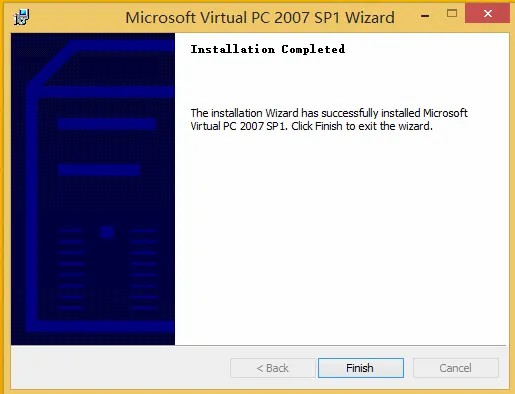 Microsoft Virtual PC 2007 SP1 Wizard
Installation Completed
The installation Wizard has successfully installed Microsoft
Virtual PC 2007 SP1. Click Finish to exit the wizard.
< Back Finish Cancel